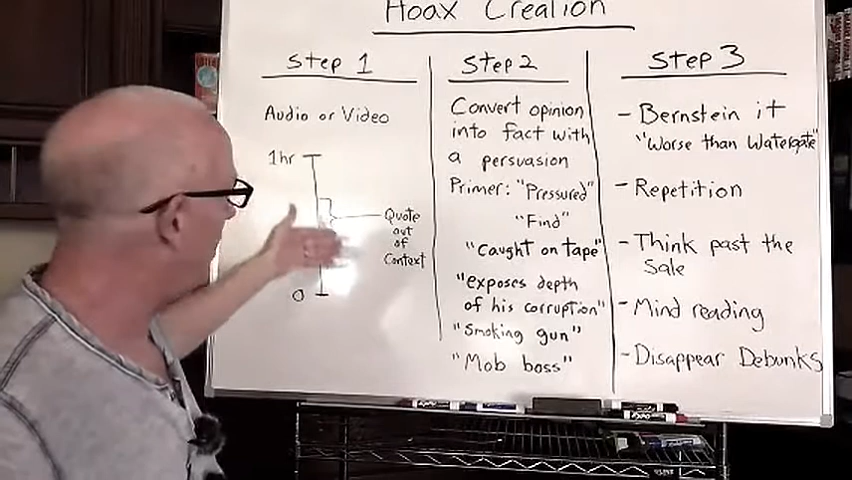 Hoax Creation
Step 1
Audio or Video
1hr
Quote
out
of
Context
0
Step 2
Convert opinion
into fact with
a persuasion
Primer: "Pressured"
"Find"
"Caught on tape"
"exposes depth
of his corruption"
"Smoking gun"
"Mob boss"
Step 3
- Bernstein it
"Worse than Watergate"
- Repetition
- Think past the
Sale
- Mind reading
- Disappear Debunks